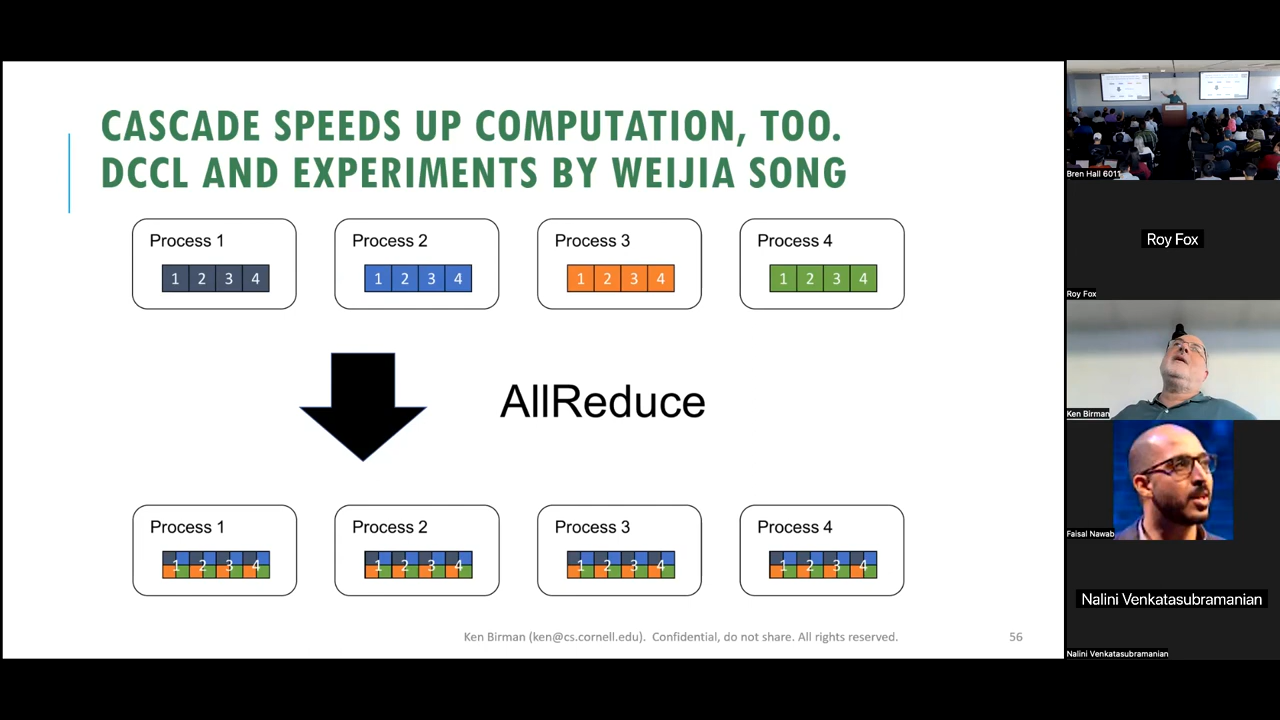 CASCADE SPEEDS UP COMPUTATION, TOO.
DCCL AND EXPERIMENTS BY WEIJIA SONG
Process 1
1 2 3 4
Process 2
1 2 3 4
Process 3
1 2 3 4
Process 4
1 2 3 4
AllReduce
Process 1
1 2 3 4
Process 2
1 2 3 4
Process 3
1 2 3 4
Process 4
1 2 3 4
Ken Birman (ken@cs.cornell.edu). Confidential, do not share. All rights reserved.
56
Bren Hall 6011
Roy Fox
Roy Fox
Ken Birman
Faisal Nawab
Nalini Venkatasubramanian
Nalini Venkatasubramanian